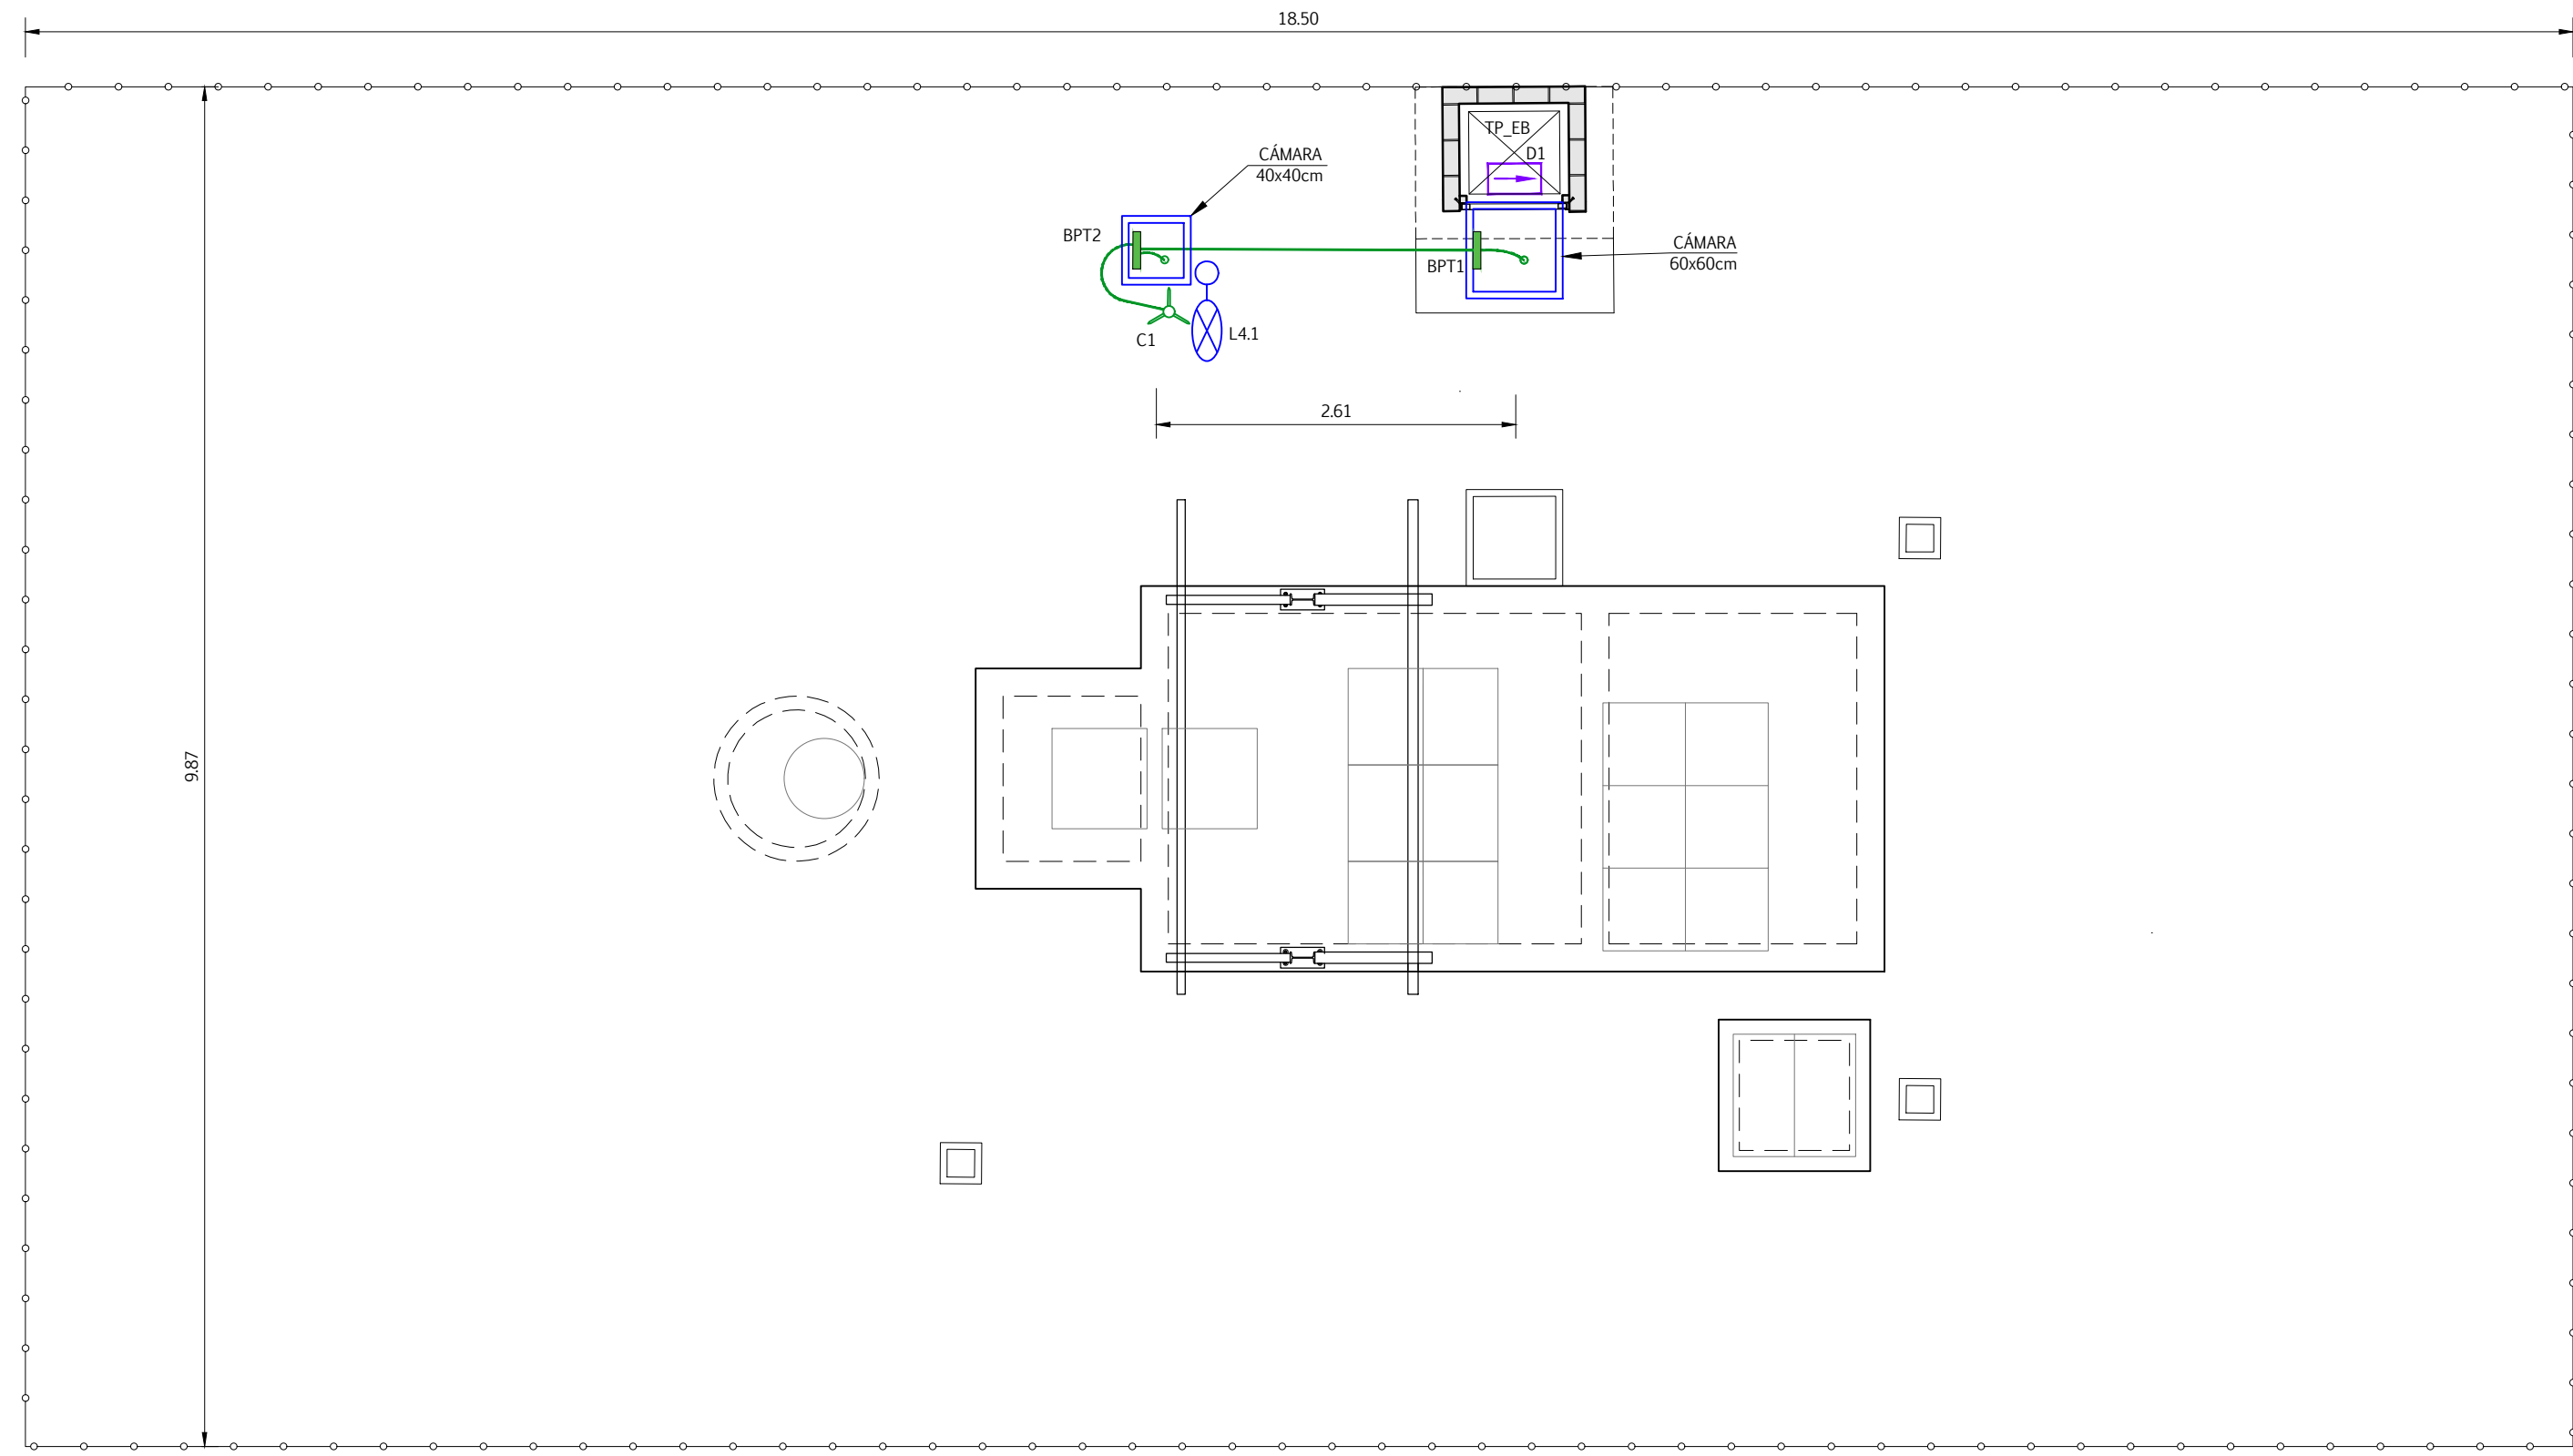 18.50
TP_EB
D1
CÁMARA
40x40cm
BPT2
CÁMARA
60x60cm
BPT1
C1
L4.1
2.61
9.87